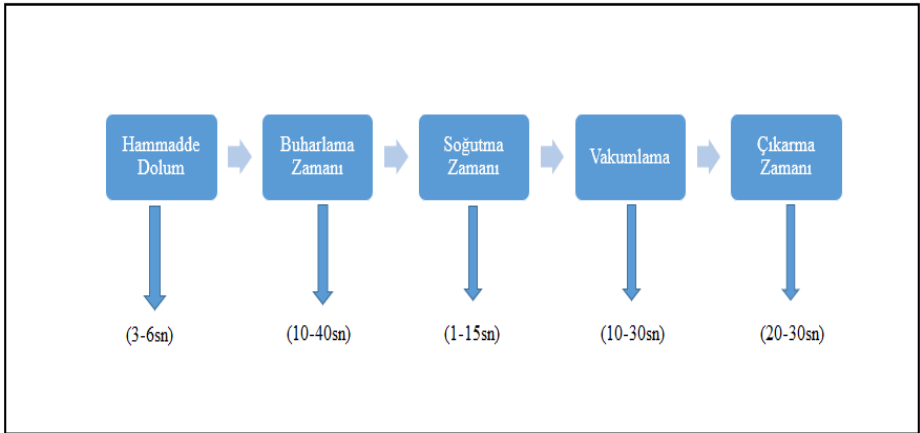 Hammadde
Dolum
Buharlama
Zamanı
Soğutma
Zamanı
Vakumlama
Çıkarma
Zamanı
(3-6sn)
(10-40sn)
(1-15sn)
(10-30sn)
(20-30sn)